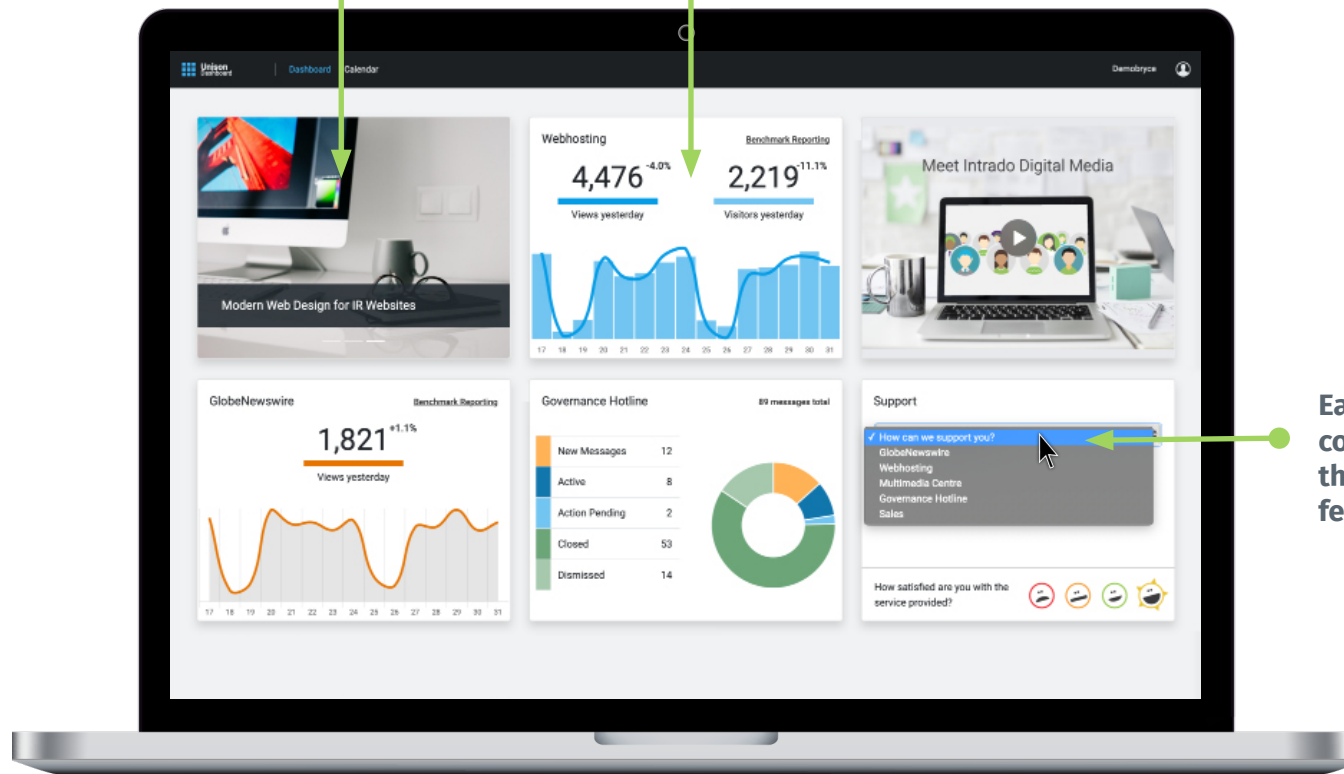 Unison
Dashboard
Dashboard
Calendar
Demobryce
Modern Web Design for IR Websites
Webhosting
Benchmark Reporting
4,476 -4.0%
Views yesterday
2,219 -11.1%
Visitors yesterday
17 18 19 20 21 22 23 24 25 26 27 28 29 30 31
Meet Intrado Digital Media
GlobeNewswire
Benchmark Reporting
1,821 +1.1%
Views yesterday
17 18 19 20 21 22 23 24 25 26 27 28 29 30 31
Governance Hotline
89 messages total
New Messages 12
Active 8
Action Pending 2
Closed 53
Dismissed 14
Support
✓ How can we support you?
GlobeNewswire
Webhosting
Multimedia Centre
Governance Hotline
Sales
How satisfied are you with the
service provided?
Ea
co
th
fe